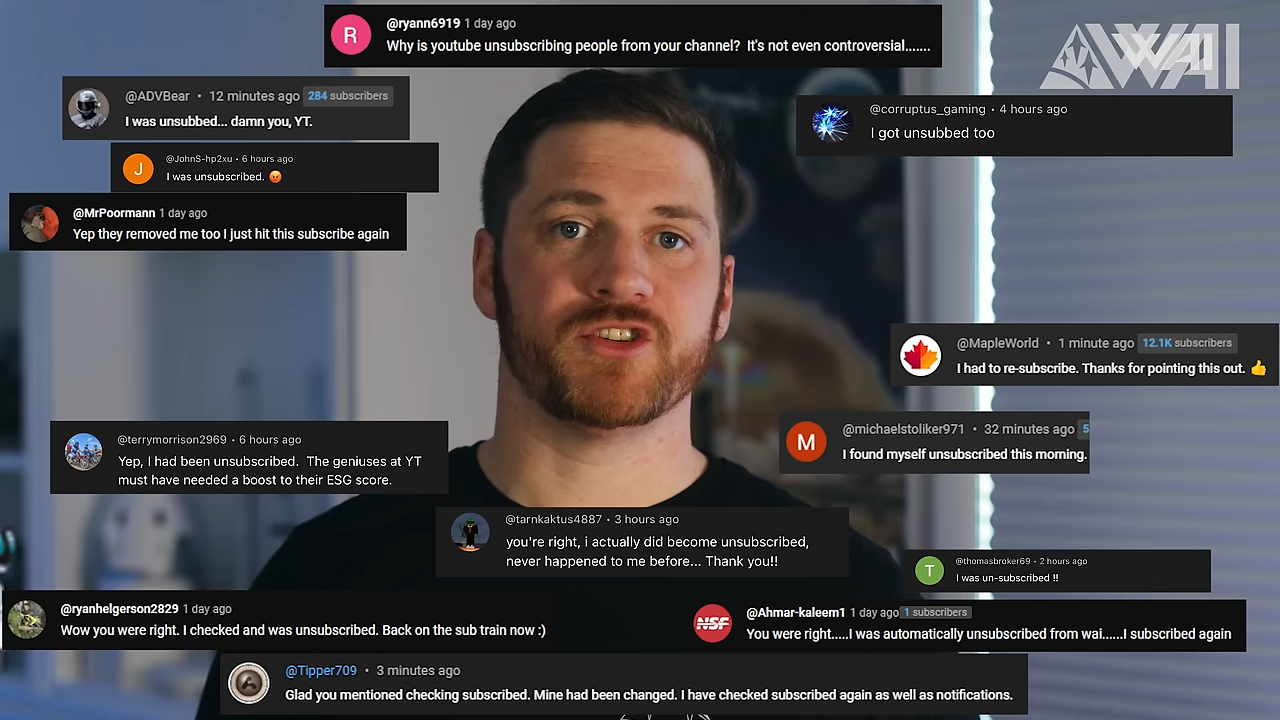 @ryann6919 1 day ago
Why is youtube unsubscribing people from your channel? It's not even controversial.......
WAI
@ADVBear • 12 minutes ago 284 subscribers
I was unsubbed... damn you, YT.
@corruptus_gaming • 4 hours ago
I got unsubbed too
J
@JohnS-hp2xu • 6 hours ago
I was unsubscribed. 😡
@MrPoormann 1 day ago
Yep they removed me too I just hit this subscribe again
@MapleWorld • 1 minute ago 12.1K subscribers
I had to re-subscribe. Thanks for pointing this out. 👍
@terrymorrison2969 • 6 hours ago
Yep, I had been unsubscribed. The geniuses at YT
must have needed a boost to their ESG score.
M
@michaelstoliker971 • 32 minutes ago 5
I found myself unsubscribed this morning.
@tarnkaktus4887 • 3 hours ago
you're right, i actually did become unsubscribed,
never happened to me before... Thank you!!
T
@thomasbroker69 • 2 hours ago
I was un-subscribed !!
@ryanhelgerson2829 1 day ago
Wow you were right. I checked and was unsubscribed. Back on the sub train now :)
NSF
@Ahmar-kaleem1 1 day ago 1 subscribers
You were right.....I was automatically unsubscribed from wai......I subscribed again
@Tipper709 • 3 minutes ago
Glad you mentioned checking subscribed. Mine had been changed. I have checked subscribed again as well as notifications.
R